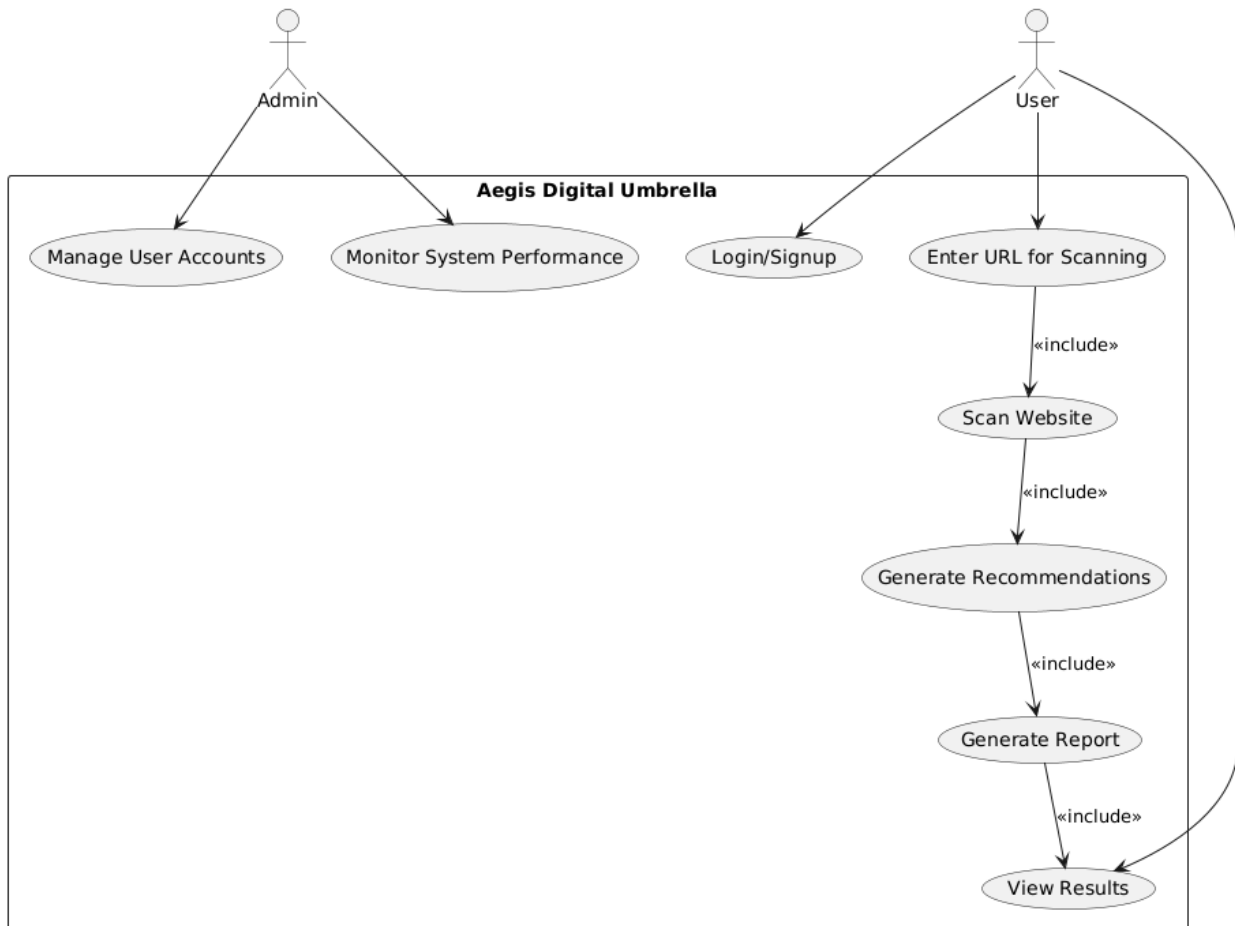 Admin
User
Aegis Digital Umbrella
Manage User Accounts
Monitor System Performance
Login/Signup
Enter URL for Scanning
«include»
Scan Website
«include»
Generate Recommendations
«include»
Generate Report
«include»
View Results